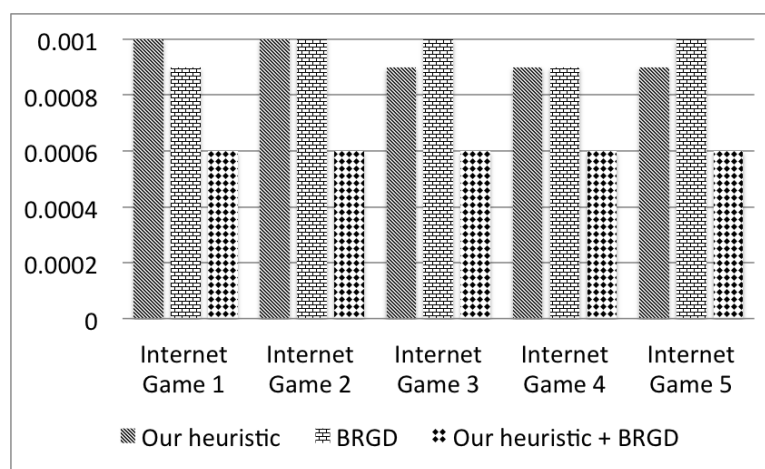 0.001
0.0008
0.0006
0.0004
0.0002
0
Internet Game 1
Internet Game 2
Internet Game 3
Internet Game 4
Internet Game 5
Our heuristic
BRGD
Our heuristic + BRGD